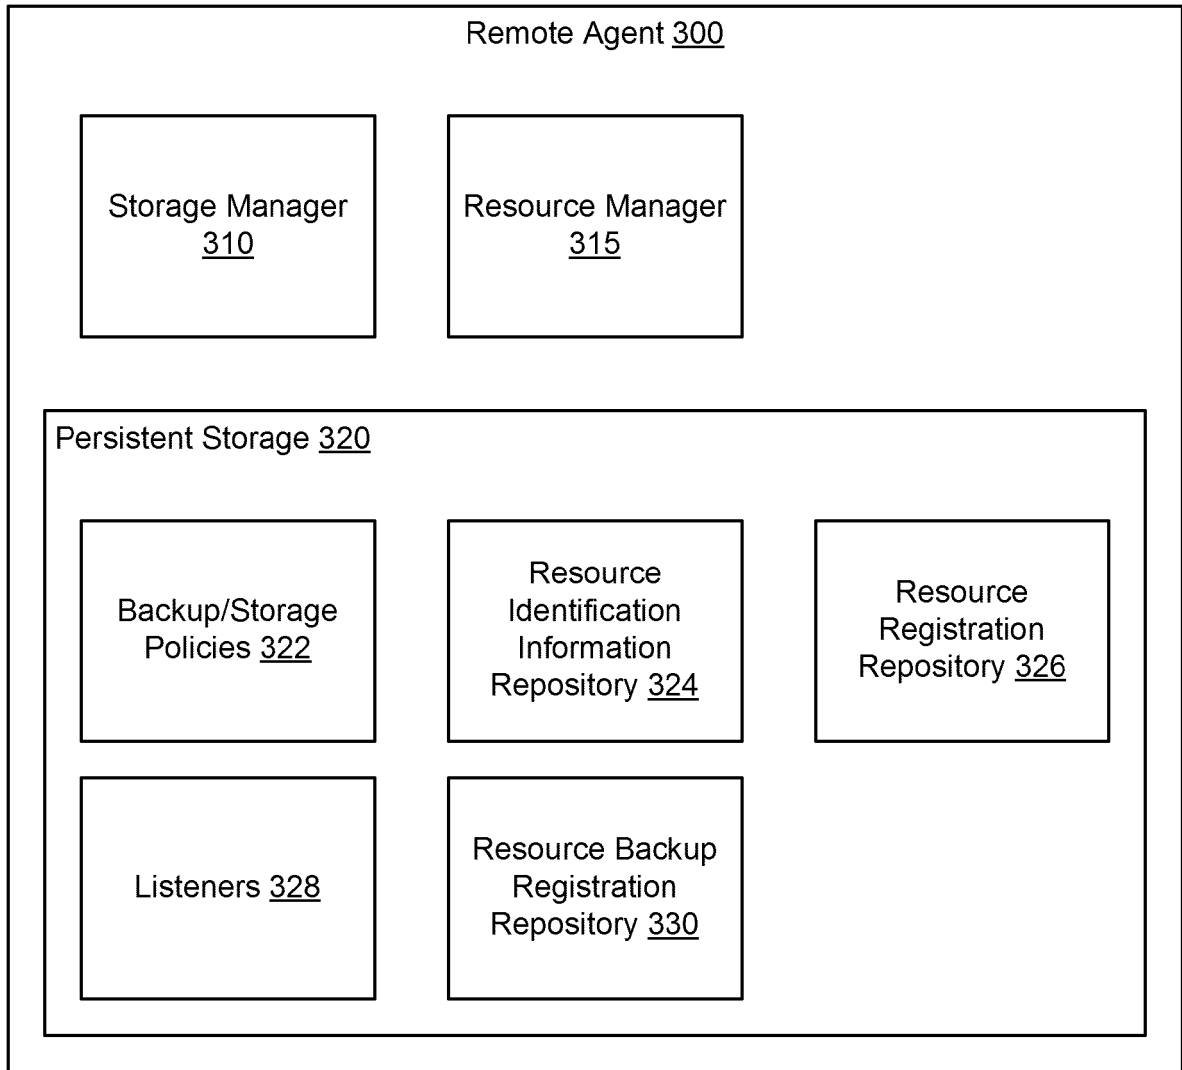 Remote Agent 300
Storage Manager
310
Resource Manager
315
Persistent Storage 320
Backup/Storage
Policies 322
Resource
Identification
Information
Repository 324
Resource
Registration
Repository 326
Listeners 328
Resource Backup
Registration
Repository 330